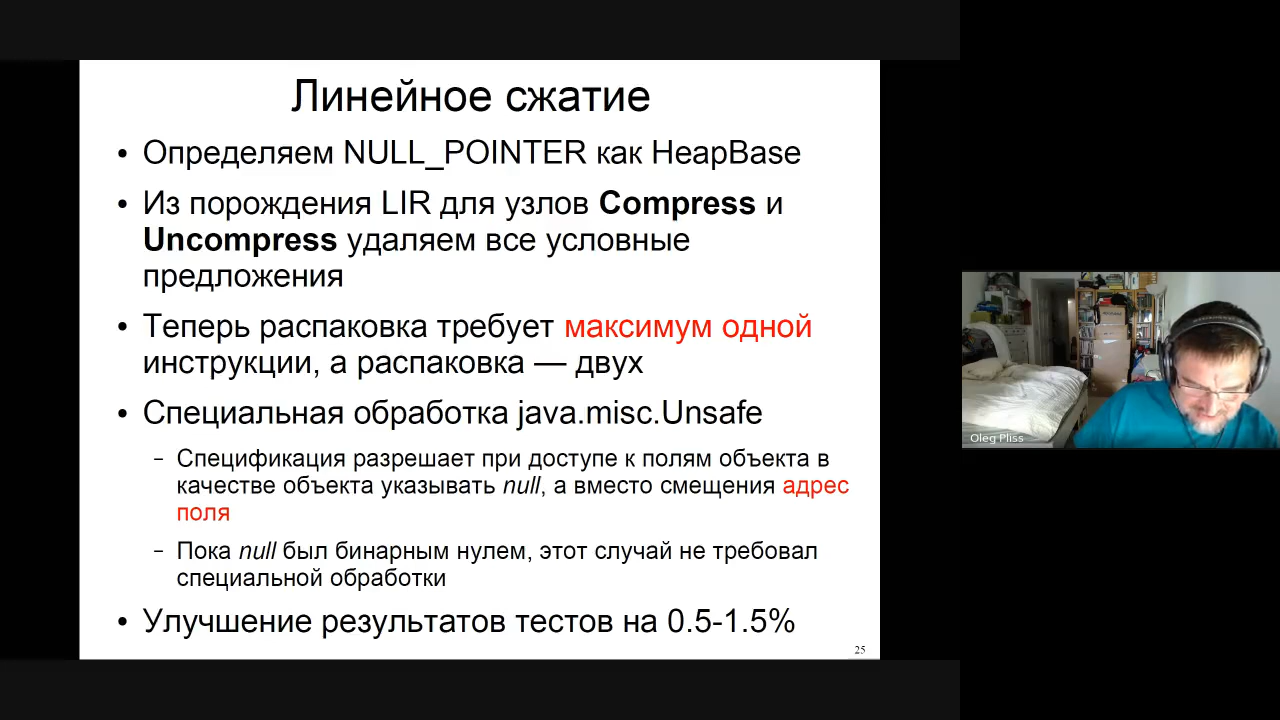 Линейное сжатие
• Определяем NULL_POINTER как HeapBase
• Из порождения LIR для узлов Compress и
Uncompress удаляем все условные
предложения
• Теперь распаковка требует максимум одной
инструкции, а распаковка — двух
• Специальная обработка java.misc.Unsafe
– Спецификация разрешает при доступе к полям объекта в
качестве объекта указывать null, а вместо смещения адрес
поля
– Пока null был бинарным нулем, этот случай не требовал
специальной обработки
• Улучшение результатов тестов на 0.5-1.5%
25
Oleg Pliss